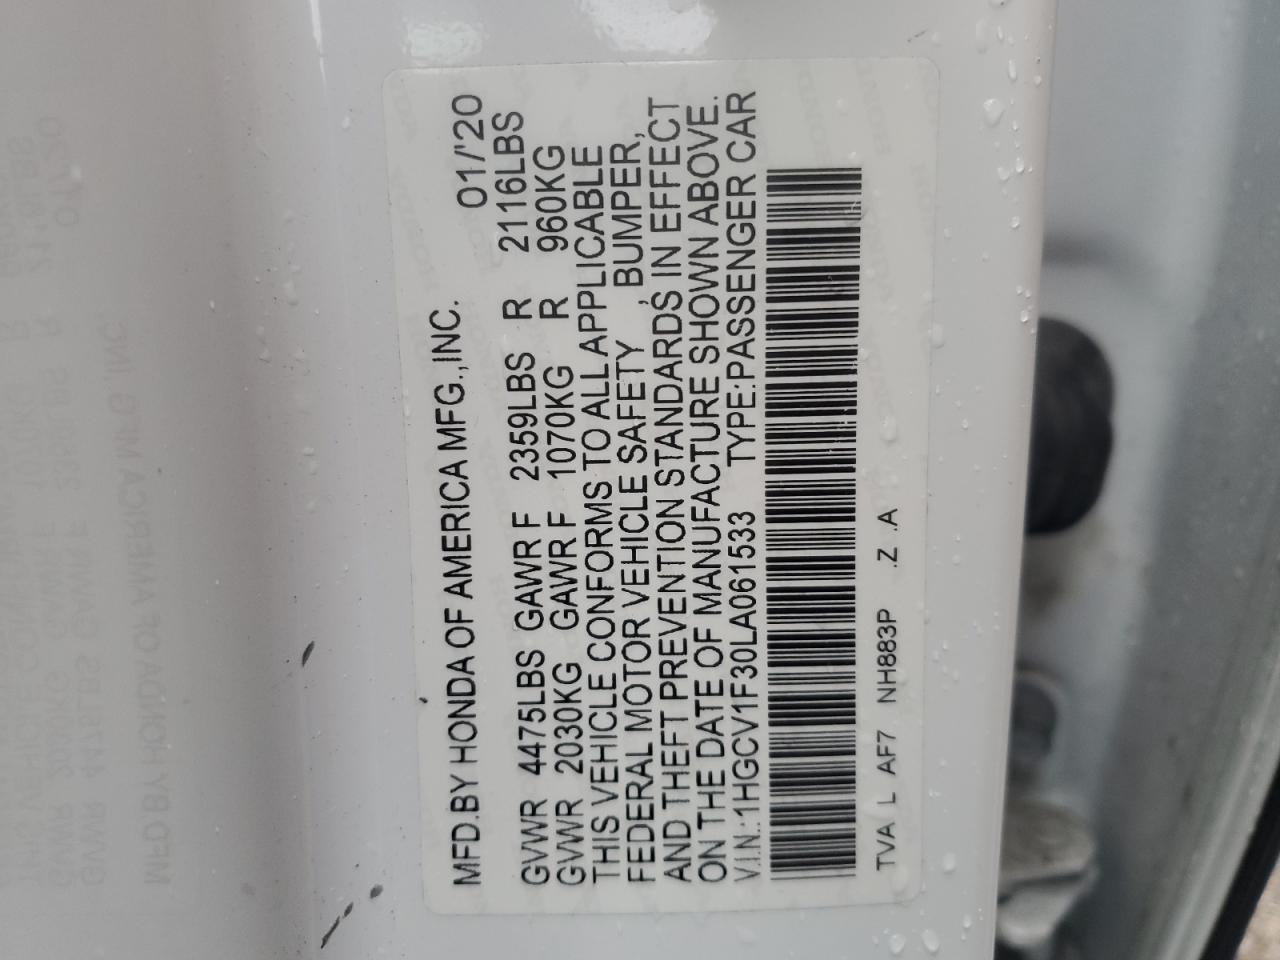 MFD.BY HONDA OF AMERICA MFG.,INC. 01/'20
GVWR 4475LBS GAWR F 2359LBS R 2116LBS
GVWR 2030KG GAWR F 1070KG R 960KG
THIS VEHICLE CONFORMS TO ALL APPLICABLE
FEDERAL MOTOR VEHICLE SAFETY , BUMPER,
AND THEFT PREVENTION STANDARDS IN EFFECT
ON THE DATE OF MANUFACTURE SHOWN ABOVE.
V.I.N.:1HGCV1F30LA061533 TYPE:PASSENGER CAR
TVA L AF7 NH883P .Z .A